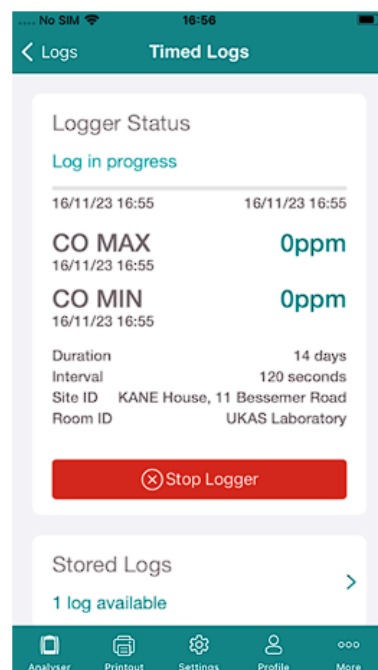 .... No SIM 16:56
Logs Timed Logs
Logger Status
Log in progress
16/11/23 16:55 16/11/23 16:55
CO MAX 0ppm
16/11/23 16:55
CO MIN 0ppm
16/11/23 16:55
Duration 14 days
Interval 120 seconds
Site ID KANE House, 11 Bessemer Road
Room ID UKAS Laboratory
Stop Logger
Stored Logs
1 log available
Analyser Printout Settings Profile More